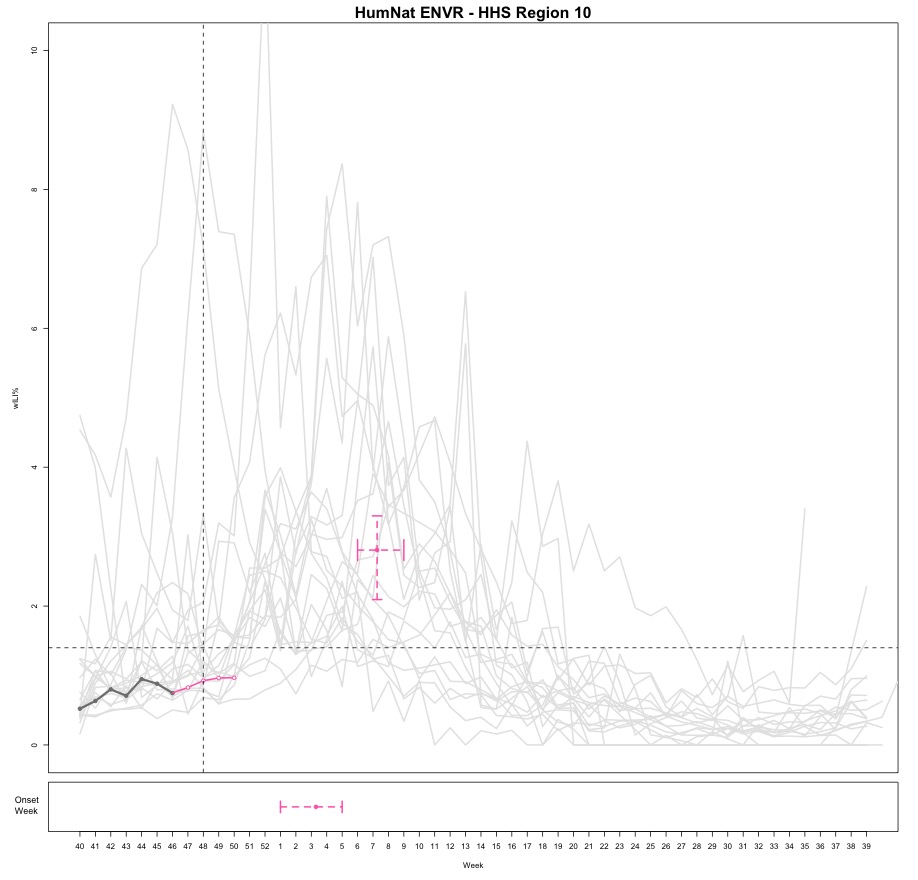 HumNat ENVR - HHS Region 10
10
8
6
4
2
0
wILI%
Onset
Week
40 41 42 43 44 45 46 47 48 49 50 51 52 1 2 3 4 5 6 7 8 9 10 11 12 13 14 15 16 17 18 19 20 21 22 23 24 25 26 27 28 29 30 31 32 33 34 35 36 37 38 39
Week